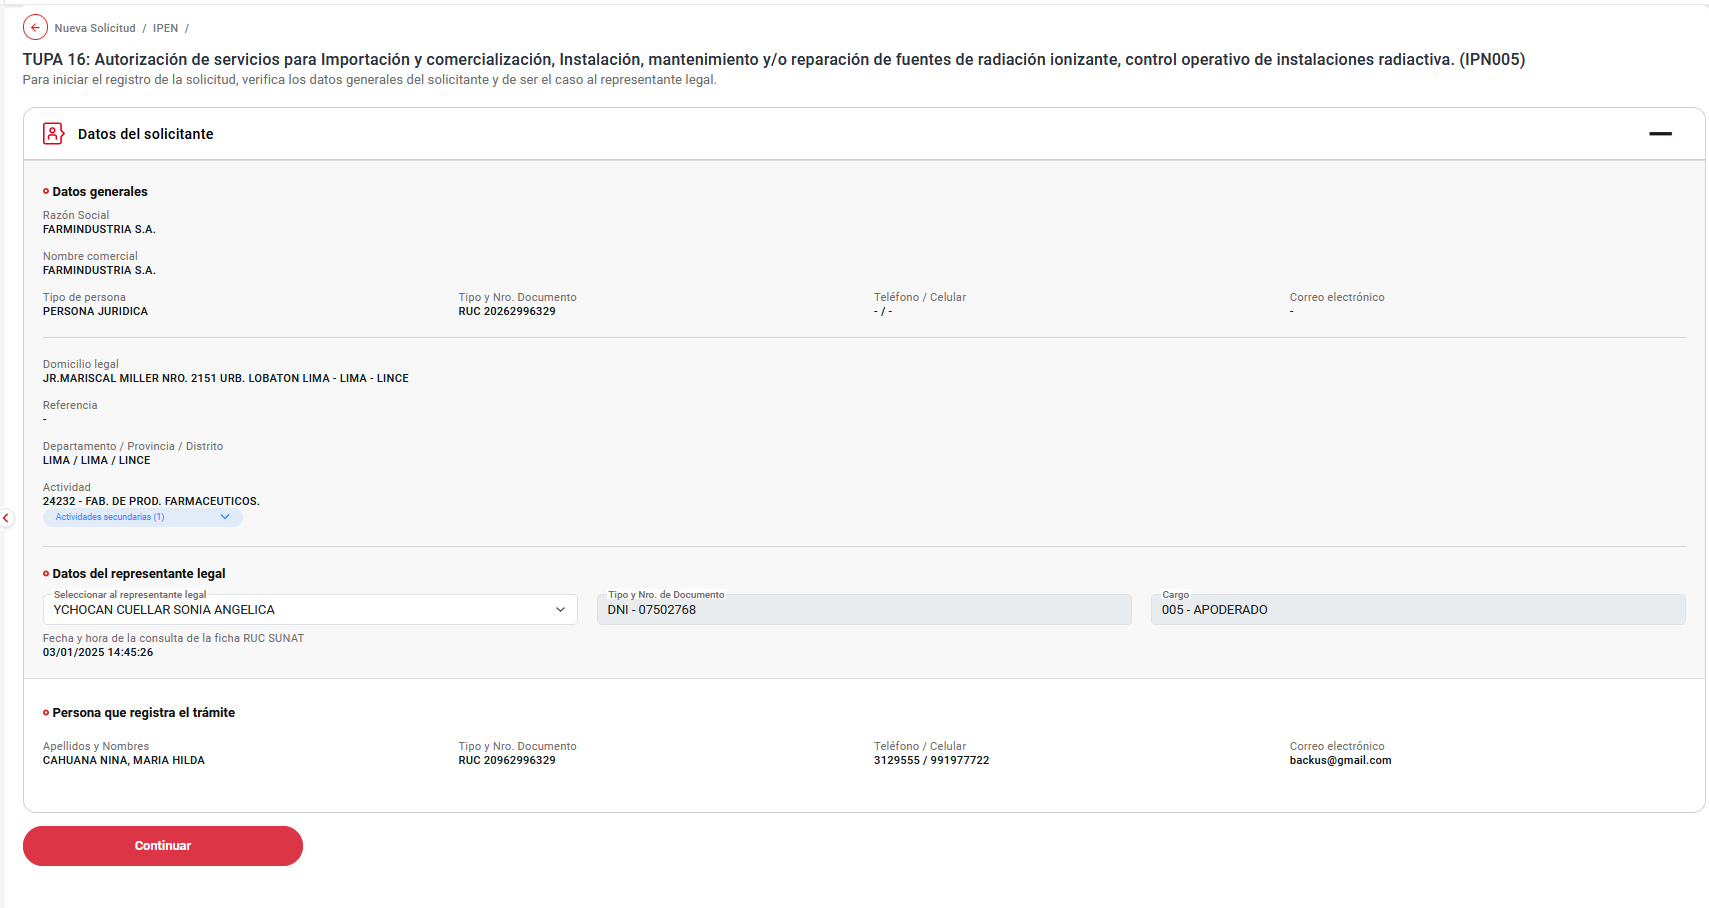 Nueva Solicitud / IPEN /
TUPA 16: Autorización de servicios para Importación y comercialización, Instalación, mantenimiento y/o reparación de fuentes de radiación ionizante, control operativo de instalaciones radiactiva. (IPN005)
Para iniciar el registro de la solicitud, verifica los datos generales del solicitante y de ser el caso al representante legal.
Datos del solicitante
Datos generales
Razón Social
FARMINDUSTRIA S.A.
Nombre comercial
FARMINDUSTRIA S.A.
Tipo de persona Tipo y Nro. Documento Teléfono / Celular Correo electrónico
PERSONA JURIDICA RUC 20262996329 - / - -
Domicilio legal
JR.MARISCAL MILLER NRO. 2151 URB. LOBATON LIMA - LIMA - LINCE
Referencia
-
Departamento / Provincia / Distrito
LIMA / LIMA / LINCE
Actividad
24232 - FAB. DE PROD. FARMACEUTICOS.
Actividades secundarias (1)
Datos del representante legal
Seleccionar al representante legal Tipo y Nro. de Documento Cargo
YCHOCAN CUELLAR SONIA ANGELICA DNI - 07502768 005 - APODERADO
Fecha y hora de la consulta de la ficha RUC SUNAT
03/01/2025 14:45:26
Persona que registra el trámite
Apellidos y Nombres Tipo y Nro. Documento Teléfono / Celular Correo electrónico
CAHUANA NINA, MARIA HILDA RUC 20962996329 3129555 / 991977722 backus@gmail.com
Continuar